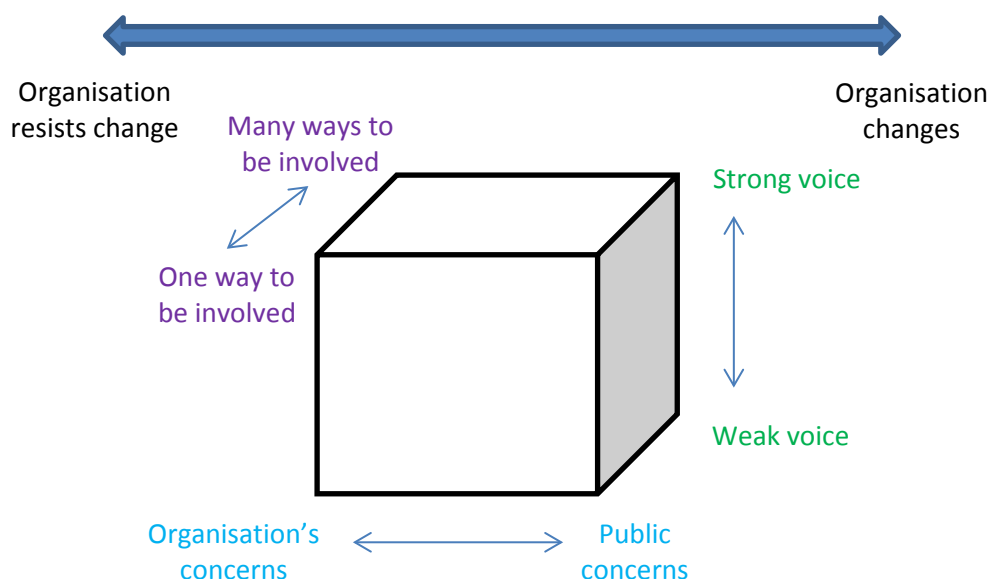 Organisation
resists change
Organisation
changes
Many ways to
be involved
Strong voice
One way to
be involved
Weak voice
Organisation’s
concerns
Public
concerns